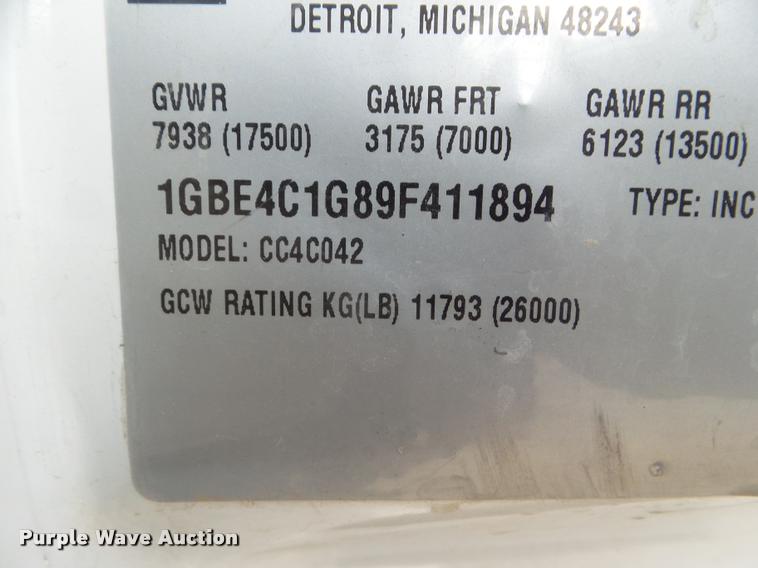 DETROIT, MICHIGAN 48243
GVWR GAWR FRT GAWR RR
7938 (17500) 3175 (7000) 6123 (13500)
1GBE4C1G89F411894 TYPE: INC
MODEL: CC4C042
GCW RATING KG(LB) 11793 (26000)
Purple Wave Auction